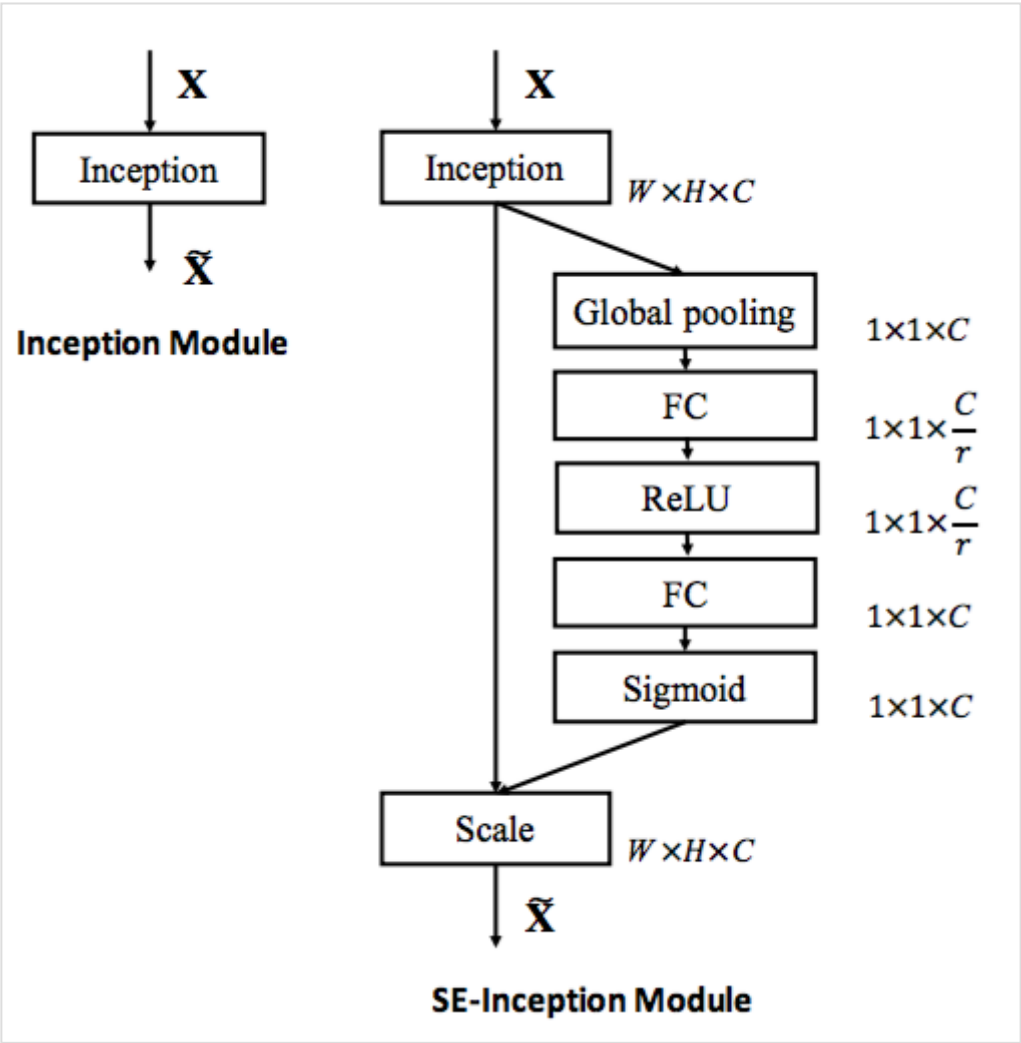 X
Inception
X̃
Inception Module
X
Inception
W×H×C
Global pooling
1×1×C
FC
1×1×C/r
ReLU
1×1×C/r
FC
1×1×C
Sigmoid
1×1×C
Scale
W×H×C
X̃
SE-Inception Module